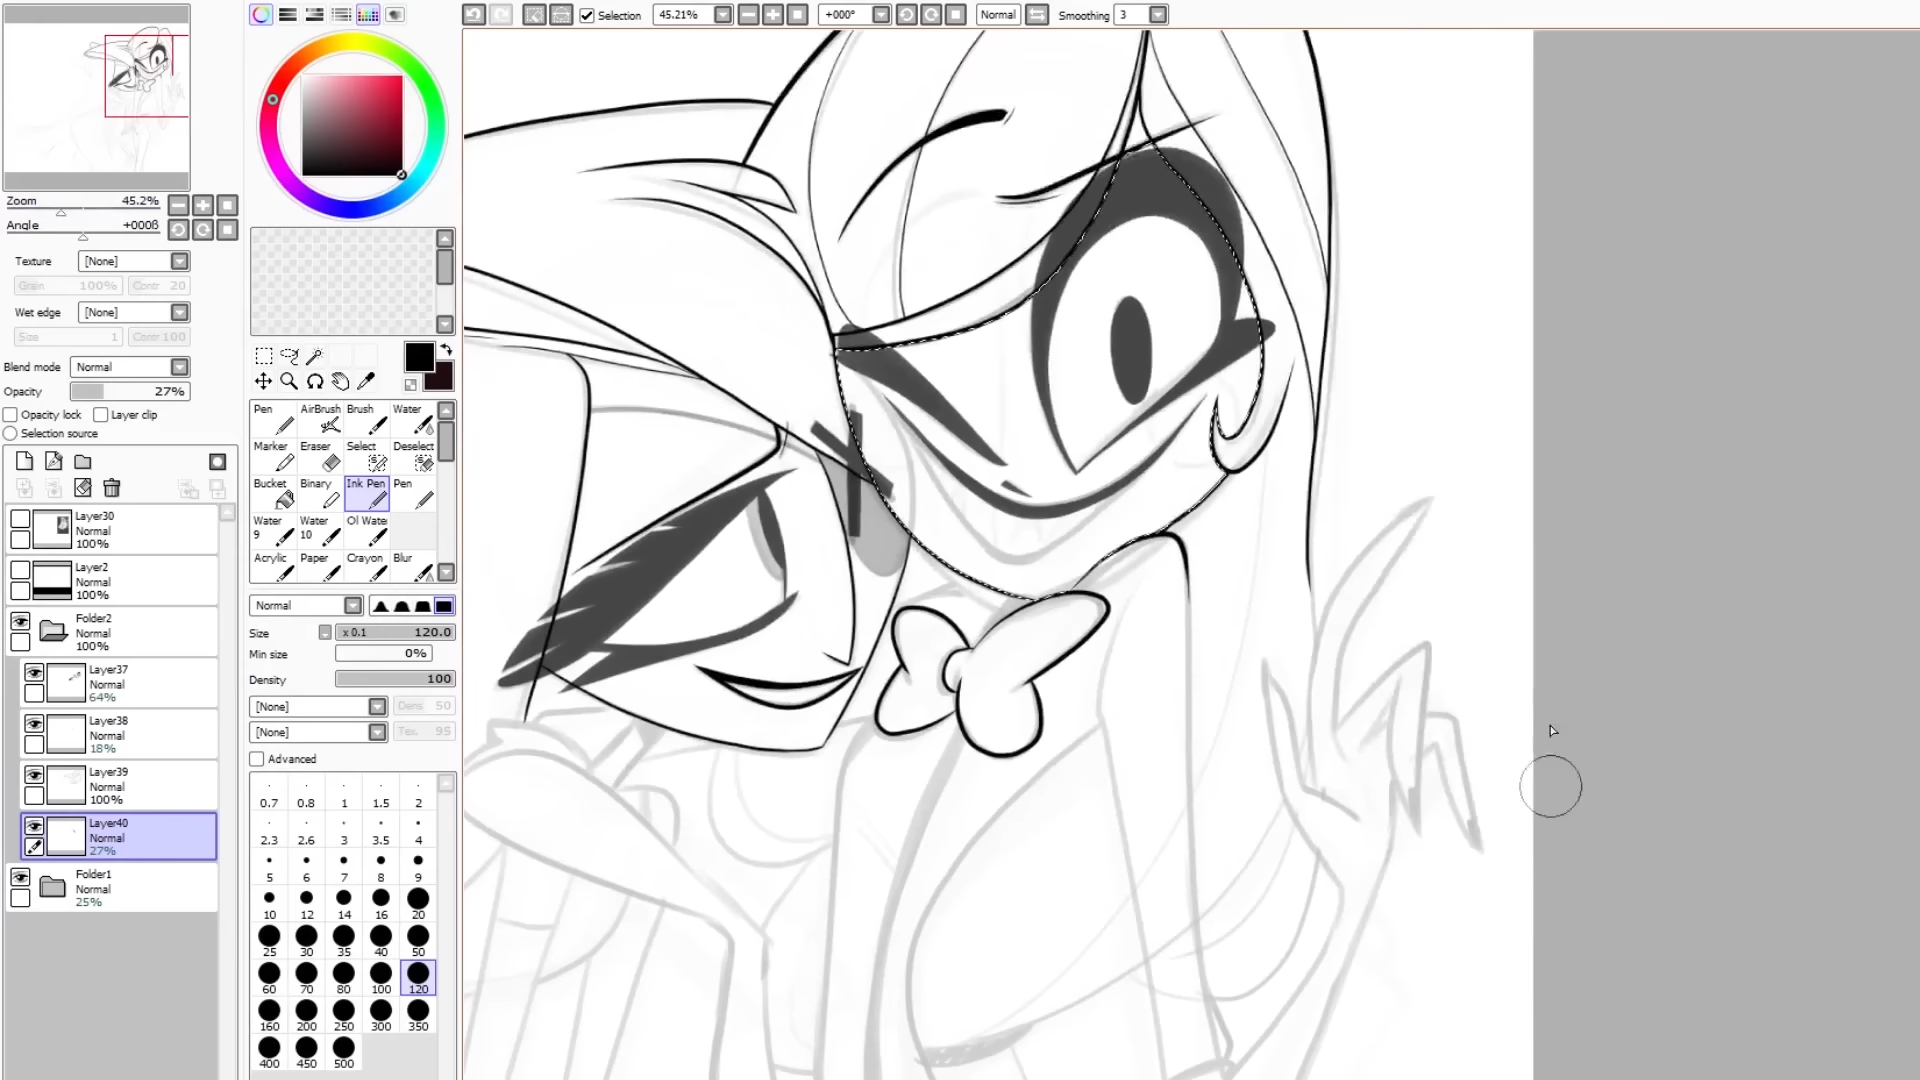 Selection 45.21% +000° Normal Smoothing 3
Zoom 45.2%
Angle +000ß
Texture [None]
Grain 100% Contr 20
Wet edge [None]
Size 1 Contr 100
Blend mode Normal
Opacity 27%
Opacity lock Layer clip
Selection source
Layer30
Normal
100%
Layer2
Normal
100%
Folder2
Normal
100%
Layer37
Normal
64%
Layer38
Normal
18%
Layer39
Normal
100%
Layer40
Normal
27%
Folder1
Normal
25%
Pen AirBrush Brush Water
Marker Eraser Select Deselect
Bucket Binary Ink Pen Pen
Water 9 Water 10 Ol Wate
Acrylic Paper Crayon Blur
Normal
Size x 0.1 120.0
Min size 0%
Density 100
[None] Dens 50
[None] Tex. 95
Advanced
0.7 0.8 1 1.5 2
2.3 2.6 3 3.5 4
5 6 7 8 9
10 12 14 16 20
25 30 35 40 50
60 70 80 100 120
160 200 250 300 350
400 450 500